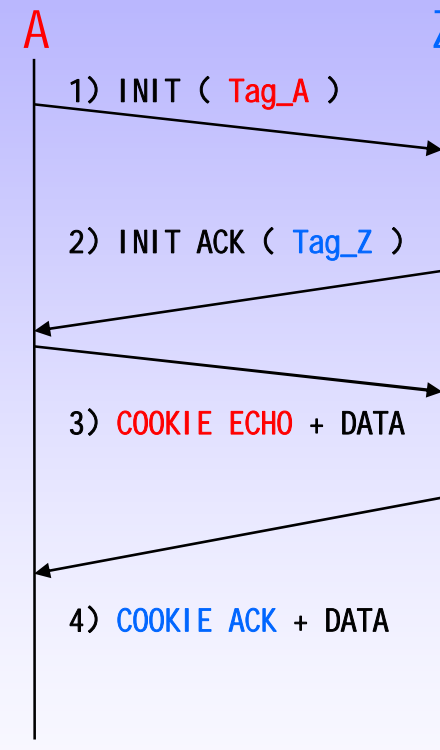 A Z
1) INIT ( Tag_A )
2) INIT ACK ( Tag_Z )
3) COOKIE ECHO + DATA
4) COOKIE ACK + DATA